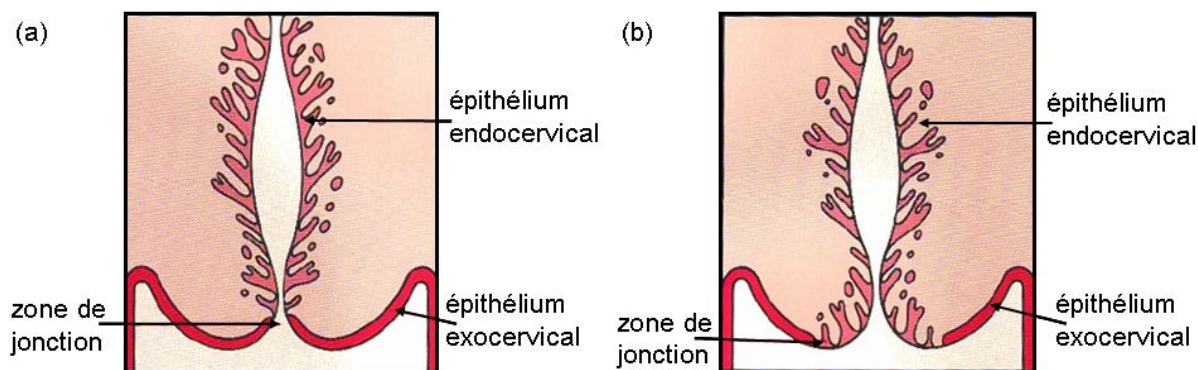 (a)
épithélium
endocervical
zone de
jonction
épithélium
exocervical
(b)
épithélium
endocervical
zone de
jonction
épithélium
exocervical